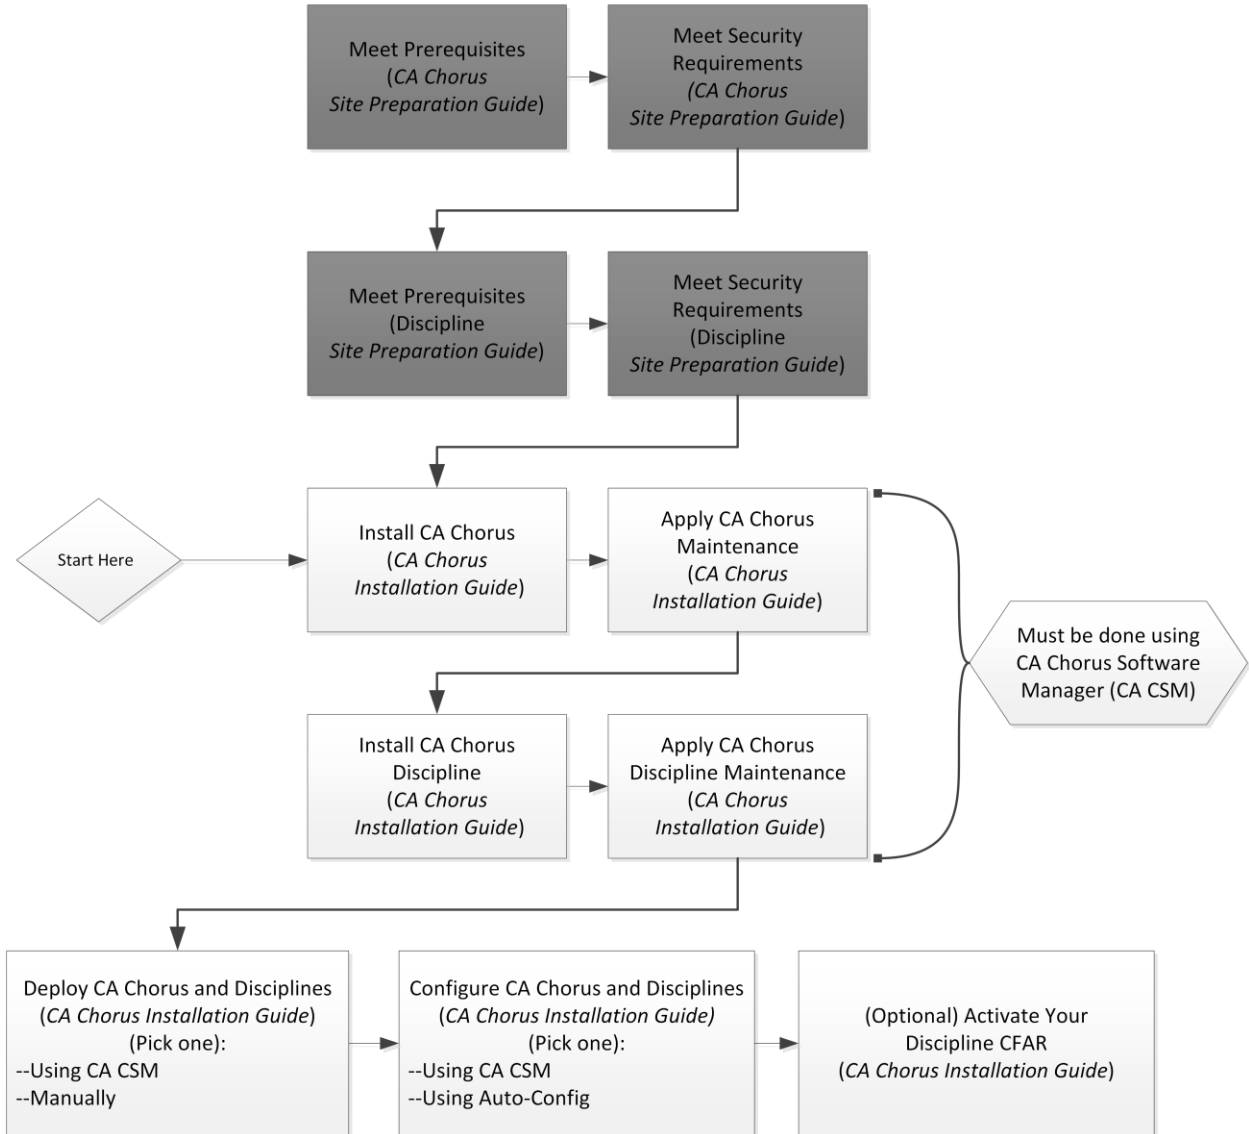 Meet Prerequisites
(CA Chorus
Site Preparation Guide)
Meet Security
Requirements
(CA Chorus
Site Preparation Guide)
Meet Prerequisites
(Discipline
Site Preparation Guide)
Meet Security
Requirements
(Discipline
Site Preparation Guide)
Start Here
Install CA Chorus
(CA Chorus
Installation Guide)
Apply CA Chorus
Maintenance
(CA Chorus
Installation Guide)
Must be done using
CA Chorus Software
Manager (CA CSM)
Install CA Chorus
Discipline
(CA Chorus
Installation Guide)
Apply CA Chorus
Discipline Maintenance
(CA Chorus
Installation Guide)
Deploy CA Chorus and Disciplines
(CA Chorus Installation Guide)
(Pick one):
--Using CA CSM
--Manually
Configure CA Chorus and Disciplines
(CA Chorus Installation Guide)
(Pick one):
--Using CA CSM
--Using Auto-Config
(Optional) Activate Your
Discipline CFAR
(CA Chorus Installation Guide)